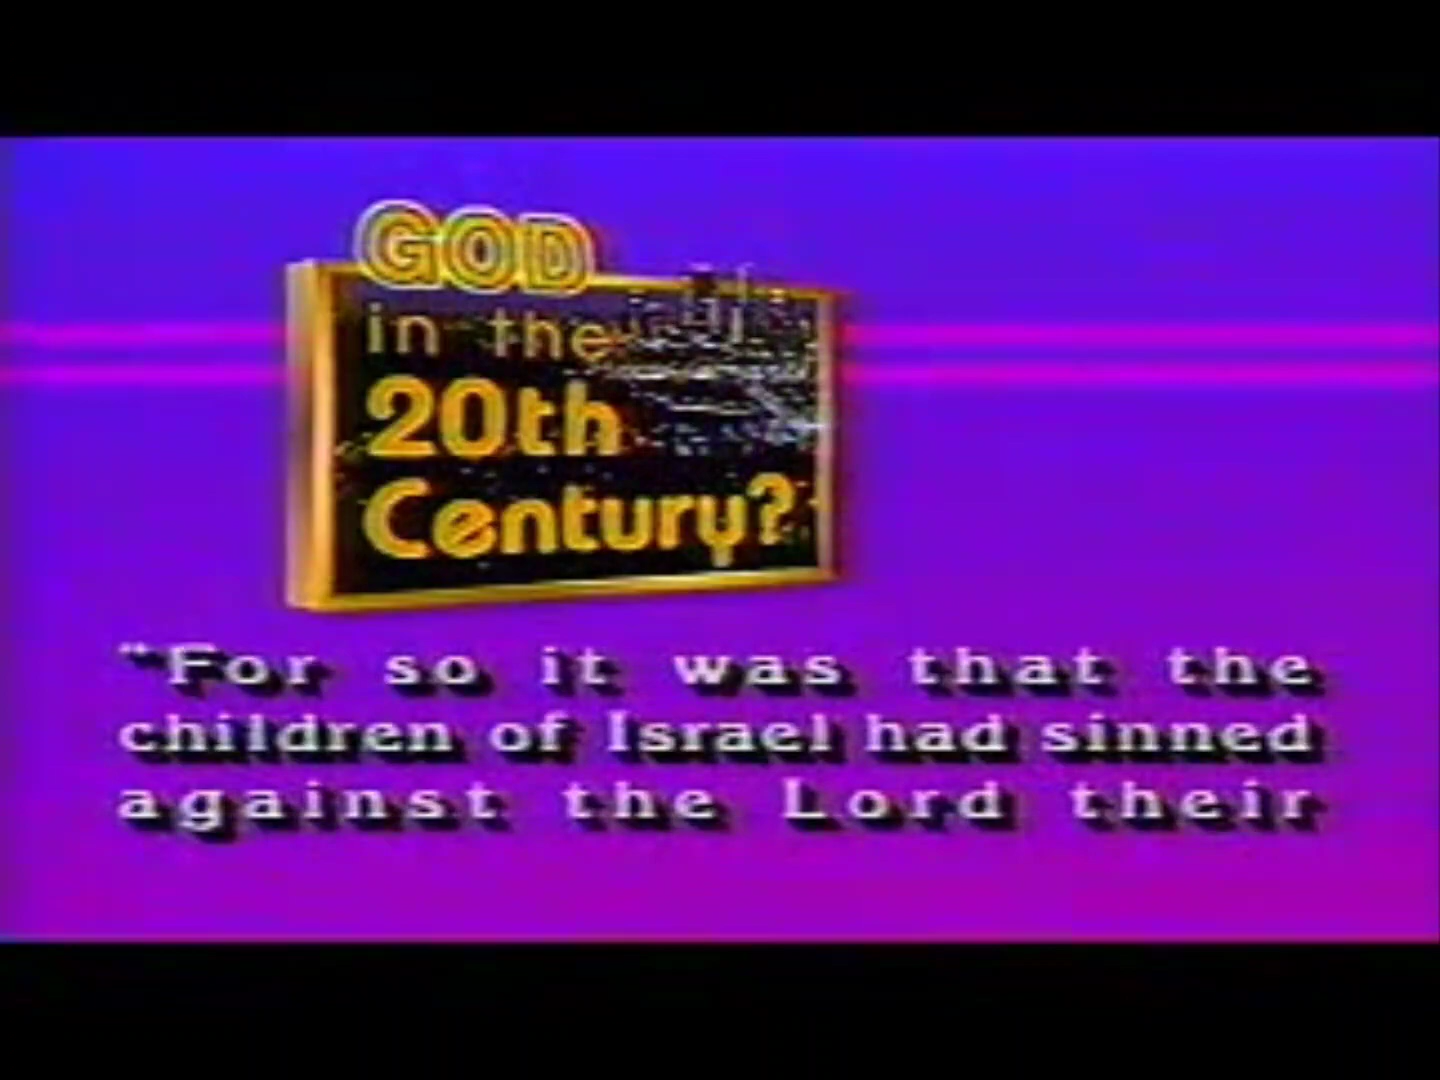 GOD
in the
20th
Century?
"For so it was that the
children of Israel had sinned
against the Lord their